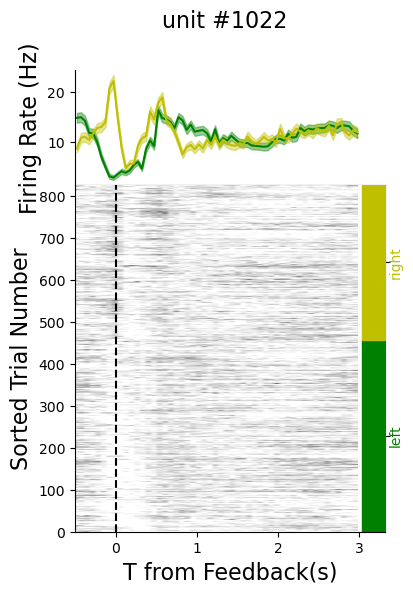 unit #1022
Firing Rate (Hz)
20
10
Sorted Trial Number
800
700
600
500
400
300
200
100
0
right
left
0
1
2
3
T from Feedback(s)